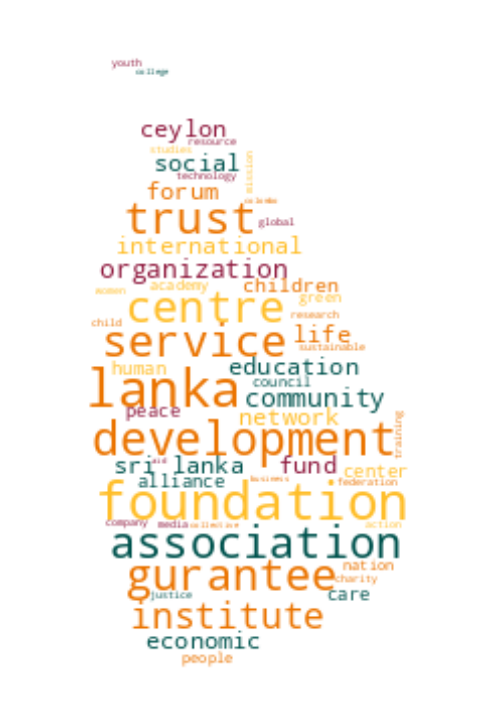 youth
college
ceylon
resource
studies
social
mission
technology
forum
colombo
trust
global
international
organization
academy
children
women
green
centre
research
child
service
life
sustainable
human
education
council
lanka
community
peace
network
training
development
sri lanka
aid
fund
center
alliance
business
federation
foundation
company
media
collective
action
association
gurantee
nation
charity
justice
care
institute
economic
people